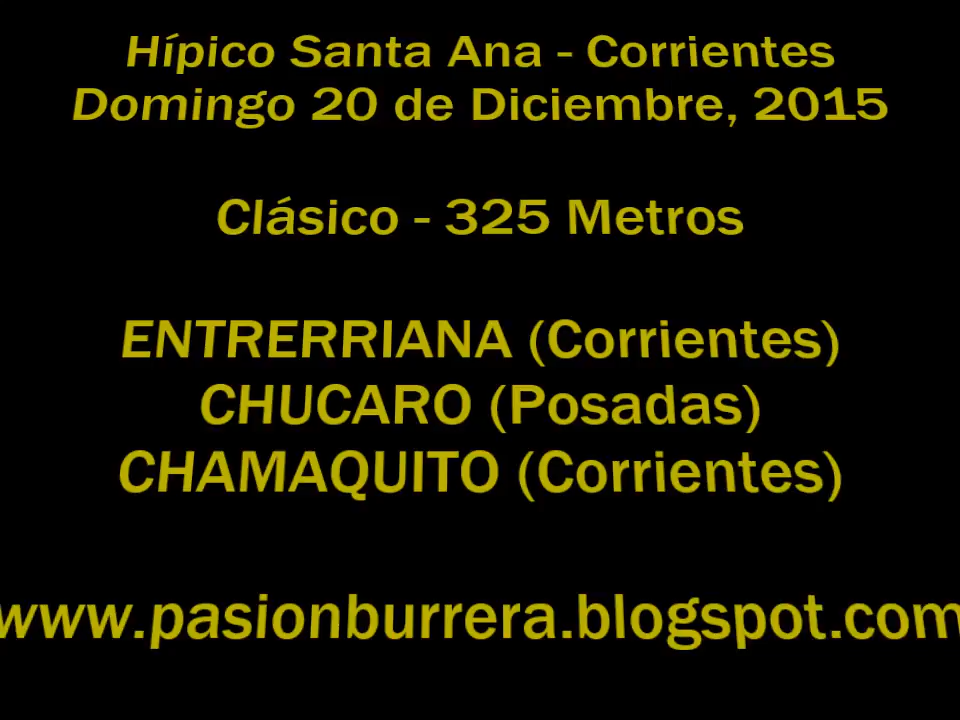 Hípico Santa Ana - Corrientes
Domingo 20 de Diciembre, 2015
Clásico - 325 Metros
ENTRERRIANA (Corrientes)
CHUCARO (Posadas)
CHAMAQUITO (Corrientes)
www.pasionburrera.blogspot.com